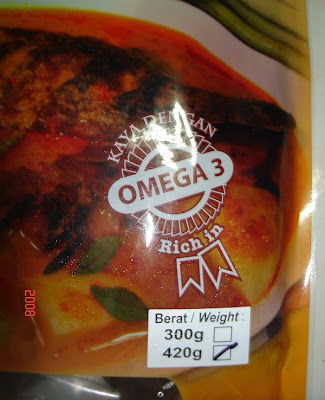 KAYA DENGAN
OMEGA 3
Rich in
2008
Berat / Weight :
300g
420g